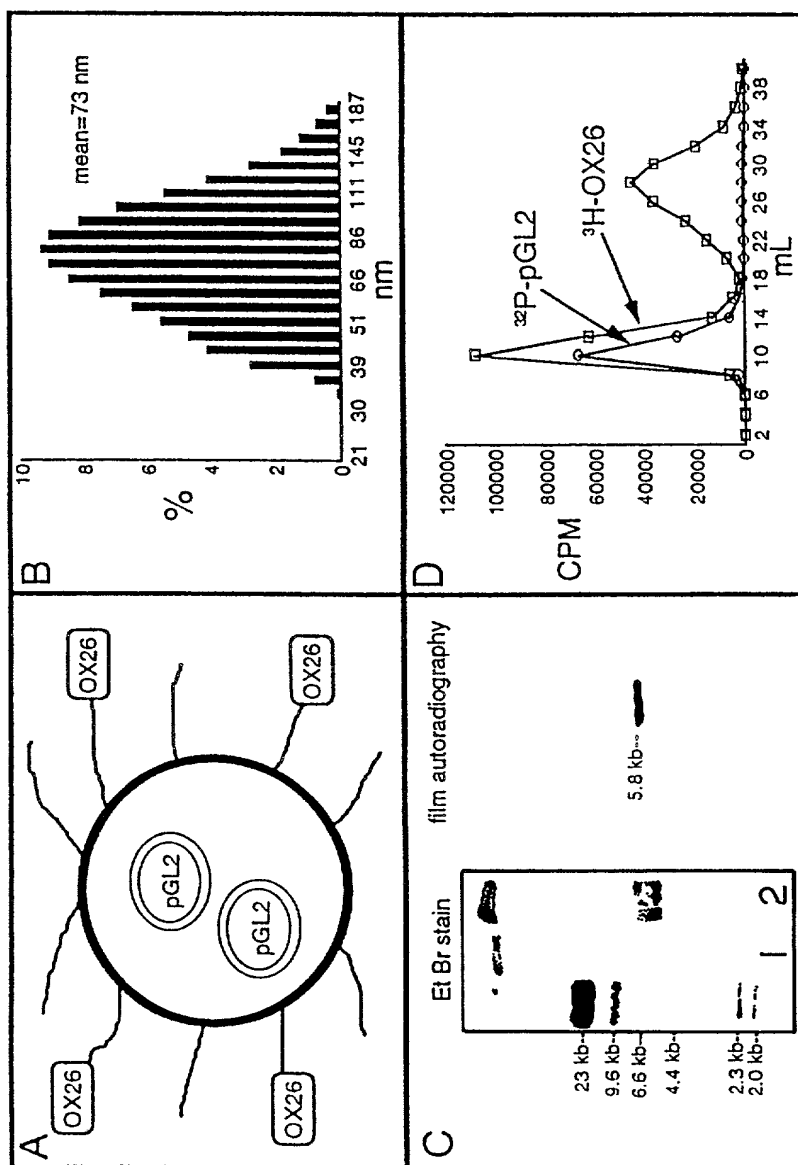 A
OX26
OX26
OX26
OX26
pGL2
pGL2
B
mean=73 nm
%
10
8
6
4
2
0
21 30 39 51 66 86 111 145 187
nm
C
Et Br stain
film autoradiography
23 kb--
9.6 kb--
6.6 kb--
4.4 kb--
2.3 kb--
2.0 kb--
1 2
5.8 kb--
D
CPM
120000
100000
80000
60000
40000
20000
0
³²P-pGL2
³H-OX26
2 6 10 14 18 22 26 30 34 38
mL